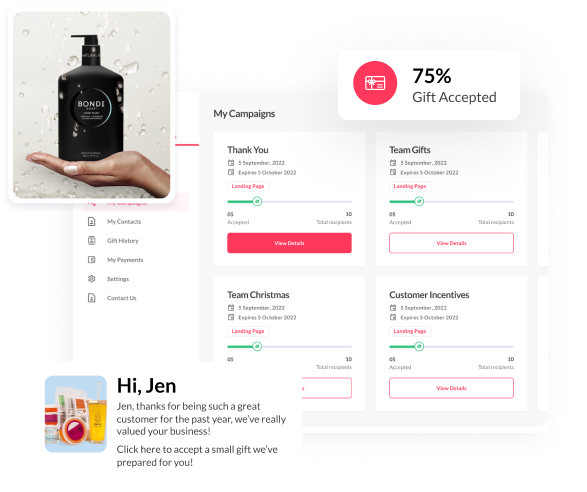 BONDI
75%
Gift Accepted
My Campaigns
Thank You
5 September, 2022
Expires 5 October 2022
Landing Page
05
10
Accepted
Total recipients
View Details
Team Gifts
5 September, 2022
Expires 5 October 2022
Landing Page
05
10
Accepted
Total recipients
View Details
My Contacts
Gift History
My Payments
Settings
Contact Us
Team Christmas
5 September, 2022
Expires 5 October 2022
Landing Page
05
10
Total recipients
Customer Incentives
5 September, 2022
Expires 5 October 2022
Landing Page
05
10
Accepted
Total recipients
View Details
Hi, Jen
Jen, thanks for being such a great
customer for the past year, we've really
valued your business!
Click here to accept a small gift we've
prepared for you!